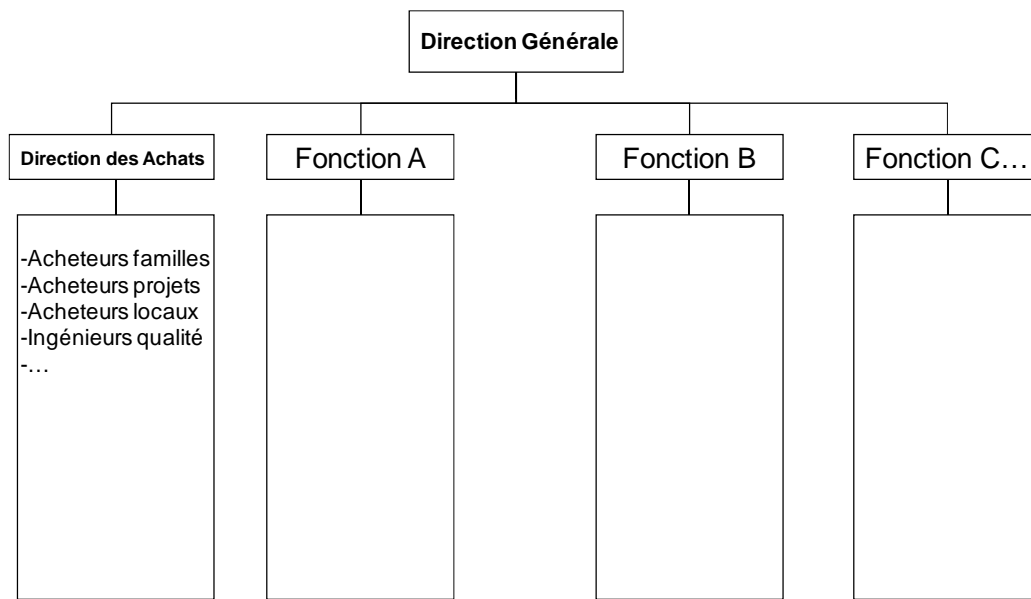 Direction Générale
Direction des Achats
Fonction A
Fonction B
Fonction C…
-Acheteurs familles
-Acheteurs projets
-Acheteurs locaux
-Ingénieurs qualité
-…